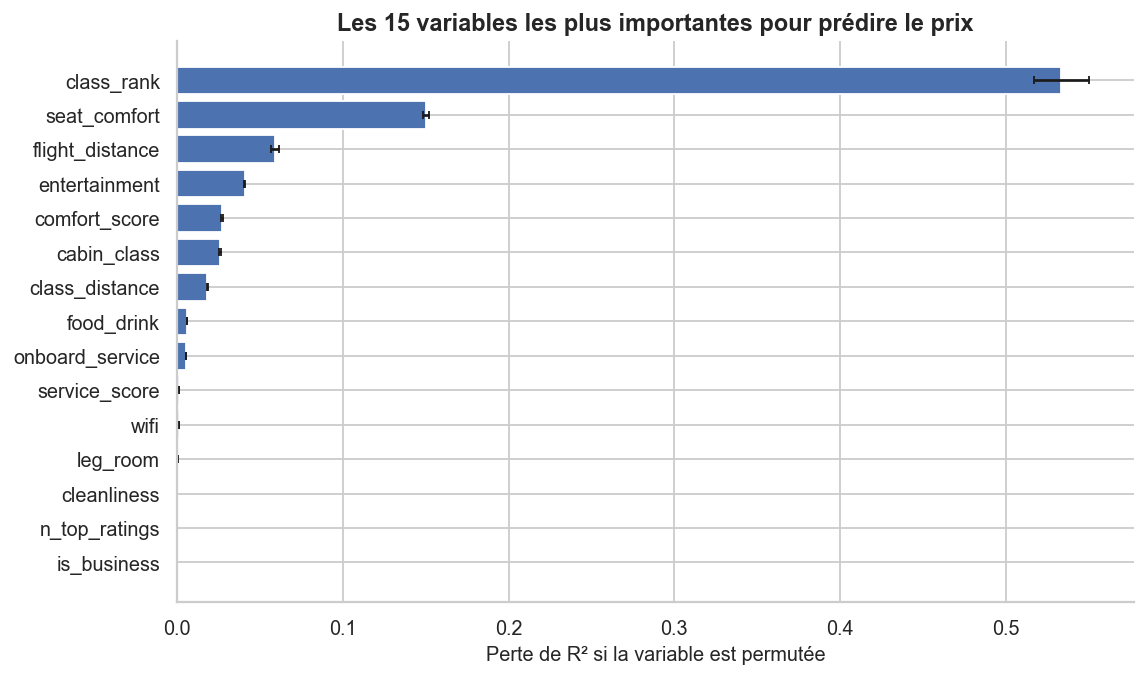 Les 15 variables les plus importantes pour prédire le prix
class_rank
seat_comfort
flight_distance
entertainment
comfort_score
cabin_class
class_distance
food_drink
onboard_service
service_score
wifi
leg_room
cleanliness
n_top_ratings
is_business
0.0 0.1 0.2 0.3 0.4 0.5
Perte de R² si la variable est permutée